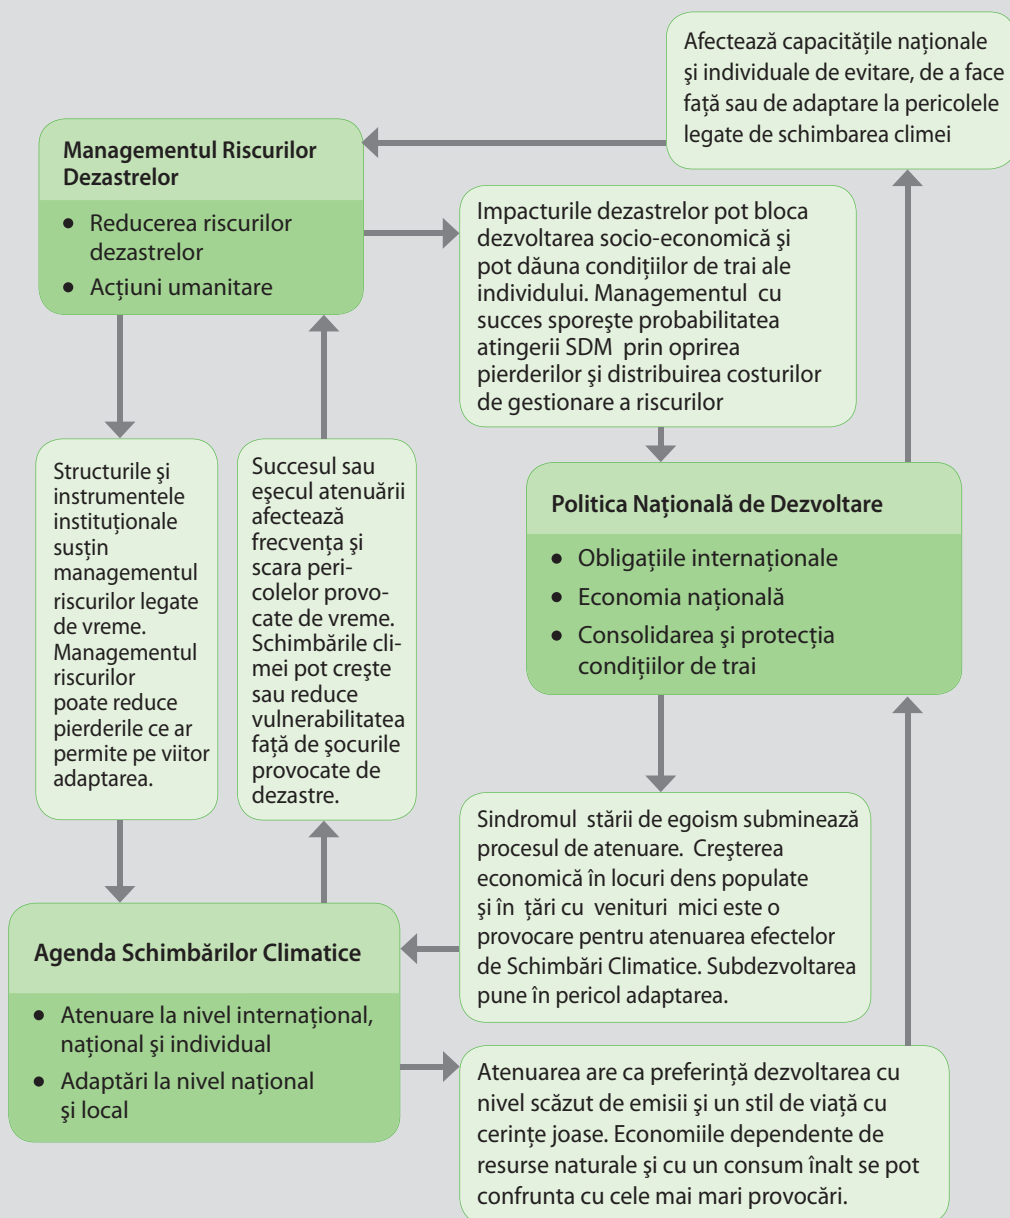 Afectează capacitățile naționale
şi individuale de evitare, de a face
față sau de adaptare la pericolele
legate de schimbarea climei
Managementul Riscurilor
Dezastrelor
● Reducerea riscurilor
dezastrelor
● Acțiuni umanitare
Impacturile dezastrelor pot bloca
dezvoltarea socio-economică şi
pot dăuna condițiilor de trai ale
individului. Managementul cu
succes sporeşte probabilitatea
atingerii SDM prin oprirea
pierderilor şi distribuirea costurilor
de gestionare a riscurilor
Structurile şi
instrumentele
instituționale
susțin
managementul
riscurilor legate
de vreme.
Managementul
riscurilor
poate reduce
pierderile ce ar
permite pe viitor
adaptarea.
Succesul sau
eşecul atenuării
afectează
frecvența şi
scara peri-
colelor provo-
cate de vreme.
Schimbările cli-
mei pot creşte
sau reduce
vulnerabilitatea
față de şocurile
provocate de
dezastre.
Politica Națională de Dezvoltare
● Obligațiile internaționale
● Economia națională
● Consolidarea şi protecția
condițiilor de trai
Sindromul stării de egoism subminează
procesul de atenuare. Creşterea
economică în locuri dens populate
şi în țări cu venituri mici este o
provocare pentru atenuarea efectelor
de Schimbări Climatice. Subdezvoltarea
pune în pericol adaptarea.
Agenda Schimbărilor Climatice
● Atenuare la nivel internațional,
național şi individual
● Adaptări la nivel național
şi local
Atenuarea are ca preferință dezvoltarea cu
nivel scăzut de emisii şi un stil de viață cu
cerințe joase. Economiile dependente de
resurse naturale şi cu un consum înalt se pot
confrunta cu cele mai mari provocări.